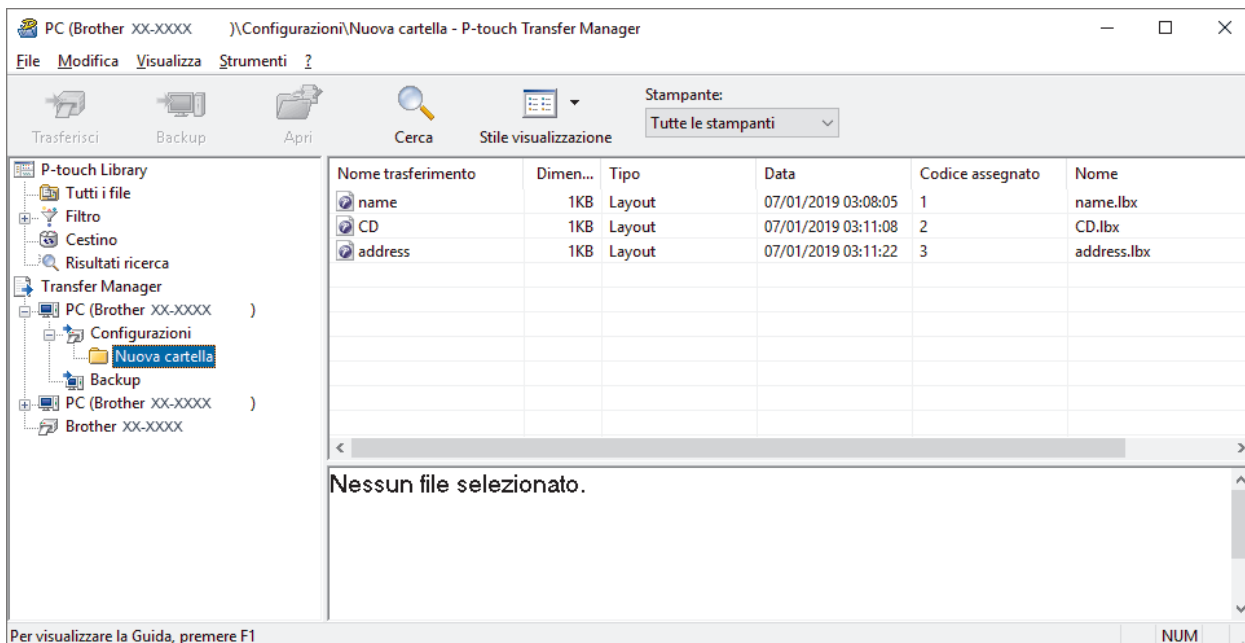 PC (Brother XX-XXXX )\Configurazioni\Nuova cartella - P-touch Transfer Manager
File Modifica Visualizza Strumenti ?
Trasferisci Backup Apri Cerca Stile visualizzazione
Stampante:
Tutte le stampanti
P-touch Library
Tutti i file
Filtro
Cestino
Risultati ricerca
Transfer Manager
PC (Brother XX-XXXX )
Configurazioni
Nuova cartella
Backup
PC (Brother XX-XXXX )
Brother XX-XXXX
Nome trasferimento Dimen... Tipo Data Codice assegnato Nome
name 1KB Layout 07/01/2019 03:08:05 1 name.lbx
CD 1KB Layout 07/01/2019 03:11:08 2 CD.lbx
address 1KB Layout 07/01/2019 03:11:22 3 address.lbx
Nessun file selezionato.
Per visualizzare la Guida, premere F1 NUM